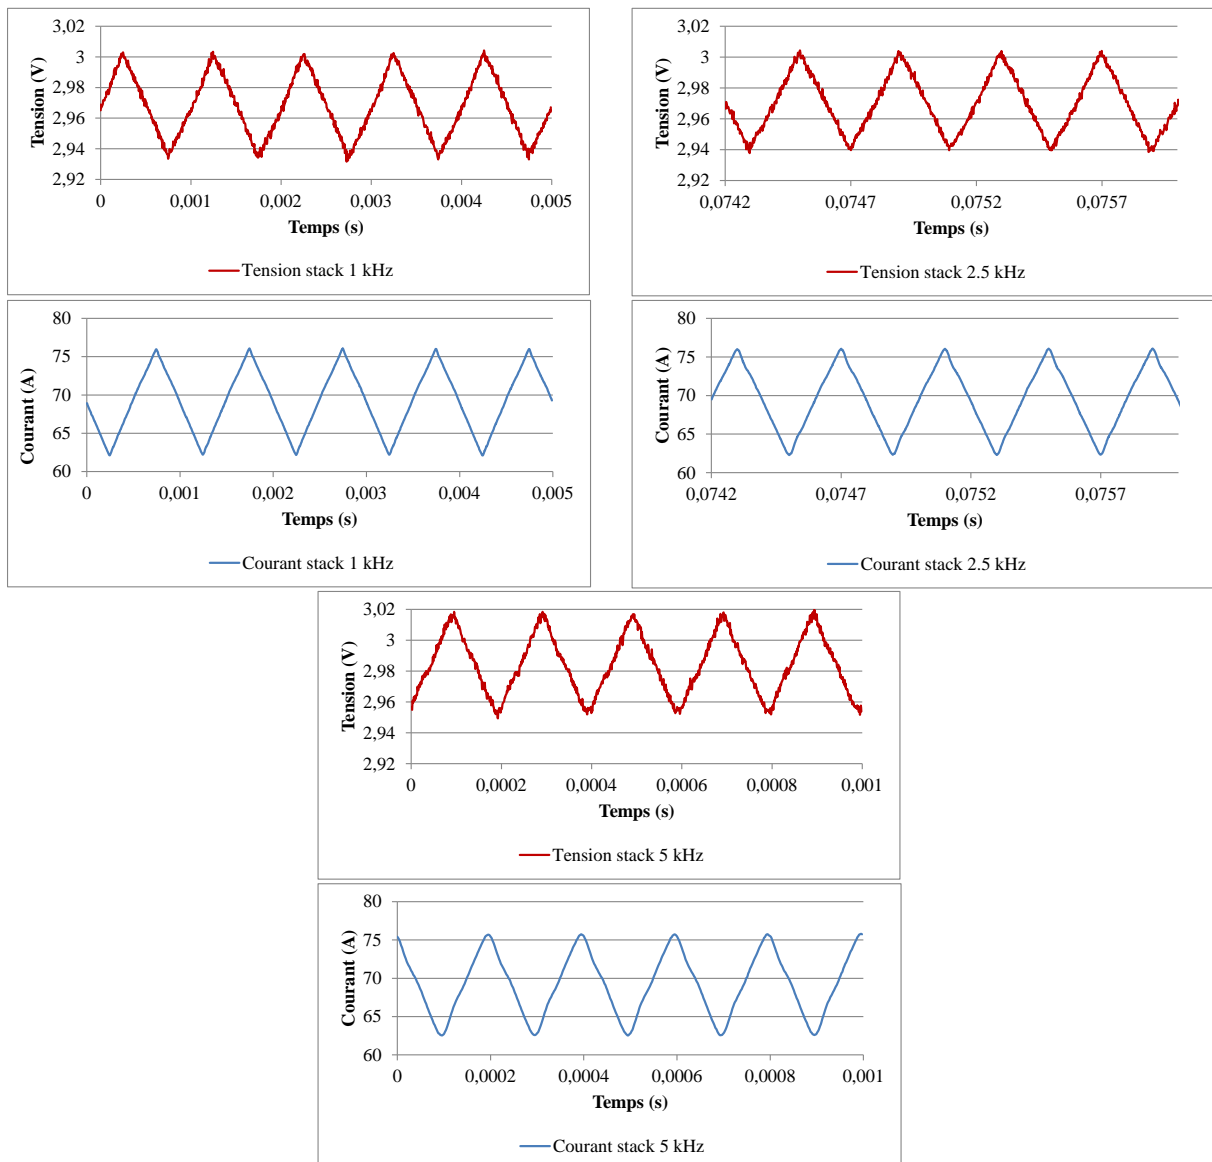 3,02
3
2,98
2,96
2,94
2,92
Tension (V)
0 0,001 0,002 0,003 0,004 0,005
Temps (s)
Tension stack 1 kHz
3,02
3
2,98
2,96
2,94
2,92
Tension (V)
0,0742 0,0747 0,0752 0,0757
Temps (s)
Tension stack 2.5 kHz
80
75
70
65
60
Courant (A)
0 0,001 0,002 0,003 0,004 0,005
Temps (s)
Courant stack 1 kHz
80
75
70
65
60
Courant (A)
0,0742 0,0747 0,0752 0,0757
Temps (s)
Courant stack 2.5 kHz
3,02
3
2,98
2,96
2,94
2,92
Tension (V)
0 0,0002 0,0004 0,0006 0,0008 0,001
Temps (s)
Tension stack 5 kHz
80
75
70
65
60
Courant (A)
0 0,0002 0,0004 0,0006 0,0008 0,001
Temps (s)
Courant stack 5 kHz